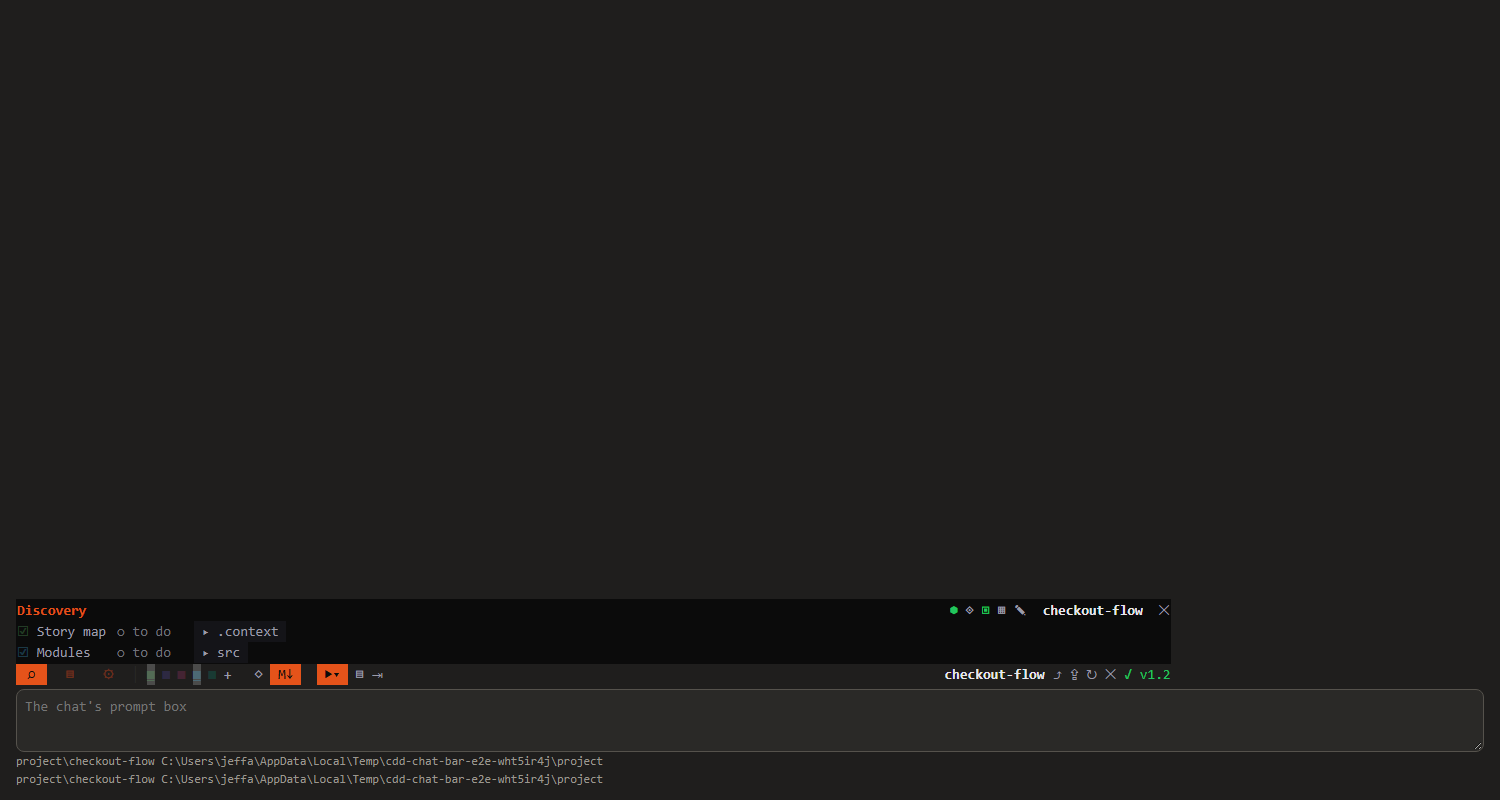 Discovery checkout-flow
Story map to do .context
Modules to do src
M↓ checkout-flow ✓ v1.2
The chat's prompt box
project\checkout-flow C:\Users\jeffa\AppData\Local\Temp\cdd-chat-bar-e2e-wht5ir4j\project
project\checkout-flow C:\Users\jeffa\AppData\Local\Temp\cdd-chat-bar-e2e-wht5ir4j\project